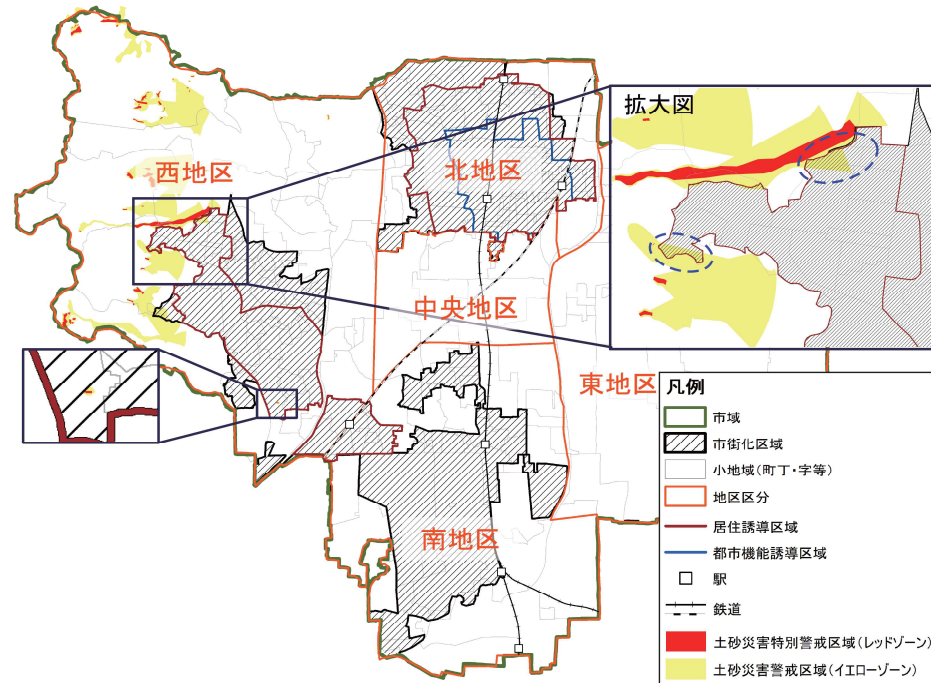 拡大図
西地区
北地区
中央地区
東地区
南地区
凡例
市域
市街化区域
小地域(町丁・字等)
地区区分
居住誘導区域
都市機能誘導区域
駅
鉄道
土砂災害特別警戒区域(レッドゾーン)
土砂災害警戒区域(イエローゾーン)